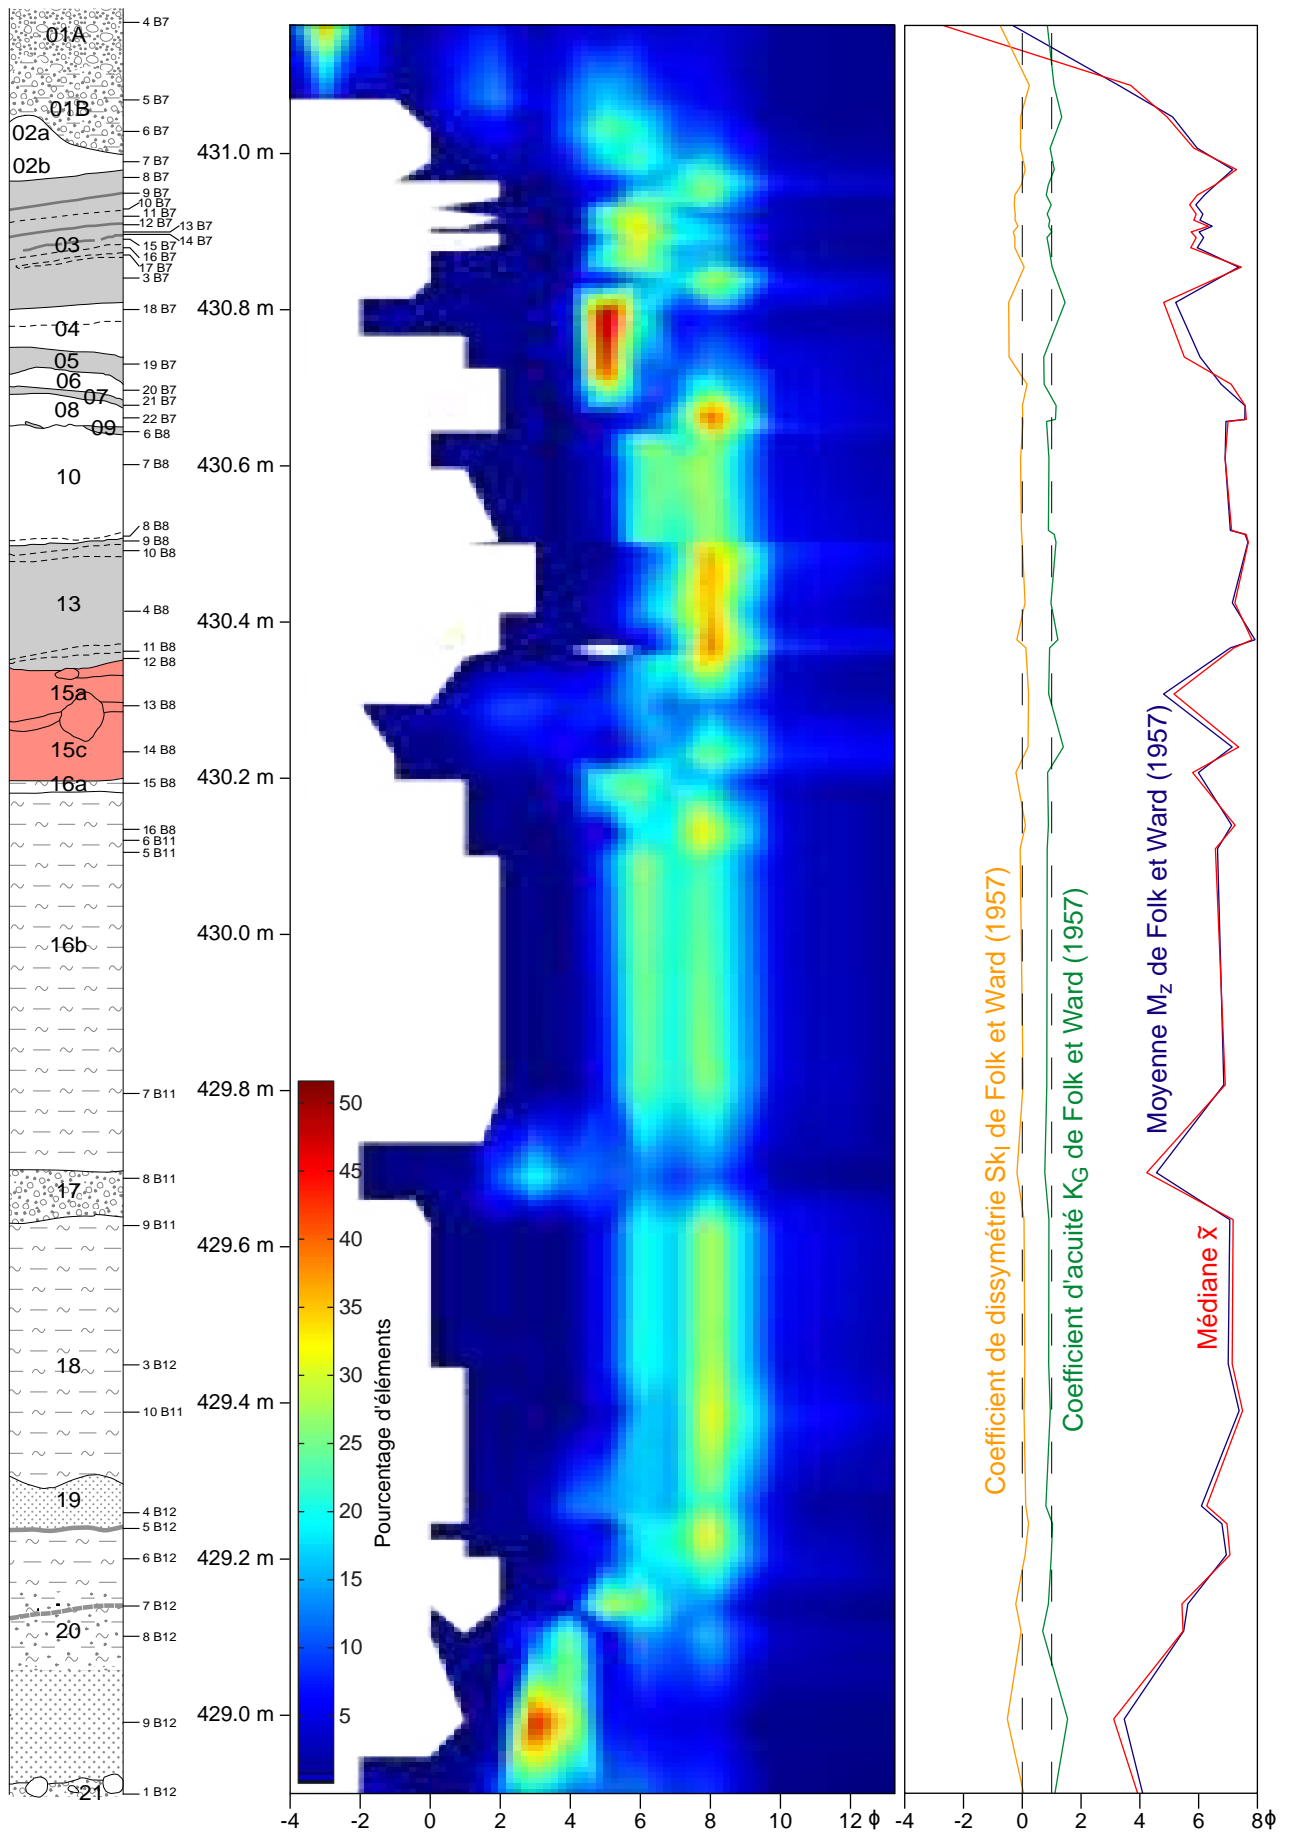 01A
01B
02a
02b
03
04
05
06
07
08
09
10
13
15a
15c
16a
16b
17
18
19
20
21
4 B7
5 B7
6 B7
7 B7
8 B7
9 B7
10 B7
11 B7
12 B7
13 B7
14 B7
15 B7
16 B7
17 B7
3 B7
18 B7
19 B7
20 B7
21 B7
22 B7
6 B8
7 B8
8 B8
9 B8
10 B8
4 B8
11 B8
12 B8
13 B8
14 B8
15 B8
16 B8
6 B11
5 B11
7 B11
8 B11
9 B11
3 B12
10 B11
4 B12
5 B12
6 B12
7 B12
8 B12
9 B12
1 B12
431.0 m
430.8 m
430.6 m
430.4 m
430.2 m
430.0 m
429.8 m
429.6 m
429.4 m
429.2 m
429.0 m
50
45
40
35
30
25
20
15
10
5
Pourcentage d'éléments
-4 -2 0 2 4 6 8 10 12 ϕ
Coefficient de dissymétrie Sk_I de Folk et Ward (1957)
Coefficient d'acuité K_G de Folk et Ward (1957)
Moyenne M_Z de Folk et Ward (1957)
Médiane x̃
-4 -2 0 2 4 6 8ϕ